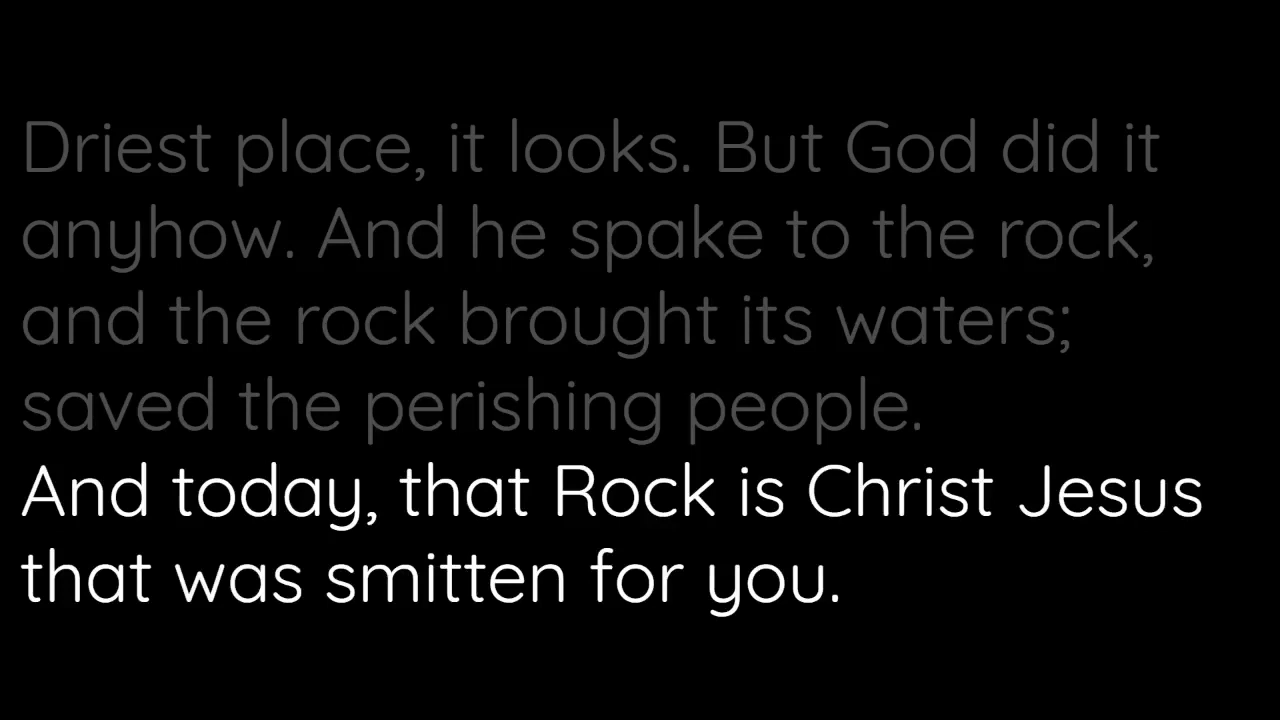 Driest place, it looks. But God did it
anyhow. And he spake to the rock,
and the rock brought its waters;
saved the perishing people.
And today, that Rock is Christ Jesus
that was smitten for you.